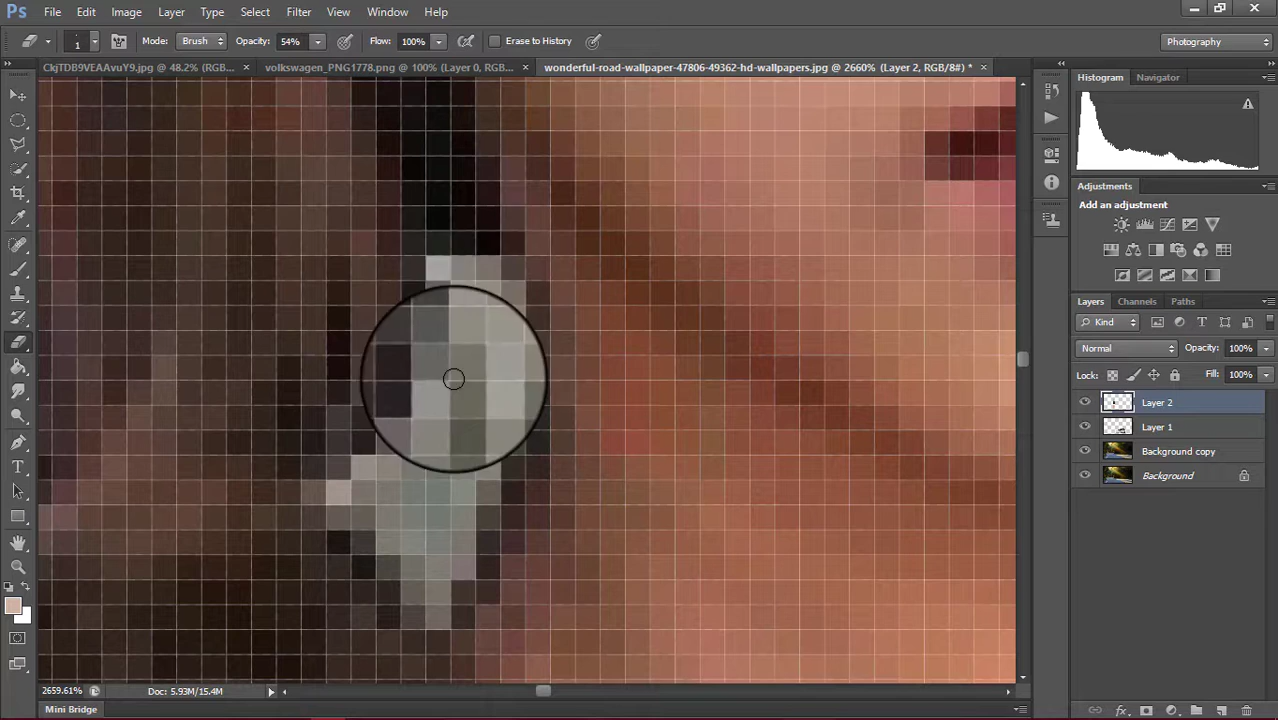 Ps File Edit Image Layer Type Select Filter View Window Help
1 Mode: Brush Opacity: 54% Flow: 100% Erase to History Photography
CkjTDB9VEAAvuY9.jpg @ 48.2% (RGB... × volkswagen_PNG1778.png @ 100% (Layer 0, RGB/8... × wonderful-road-wallpaper-47806-49362-hd-wallpapers.jpg @ 2660% (Layer 2, RGB/8#) * ×
Histogram Navigator
Adjustments
Add an adjustment
Layers Channels Paths
Kind
Normal Opacity: 100%
Lock: Fill: 100%
Layer 2
Layer 1
Background copy
Background
2659.61% Doc: 5.93M/15.4M
Mini Bridge
fx